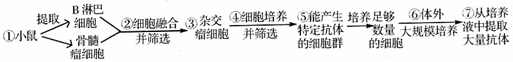 B淋巴
提取 细胞 ②细胞融合 ③杂交 ④细胞培养 ⑤能产生 培养 足够 ⑥体外 ⑦从培养
①小鼠 并筛选 瘤细胞 并筛选 特定抗体 数量 大规模培养 液中提取
骨髓 的细胞群 的细胞 大量抗体
瘤细胞